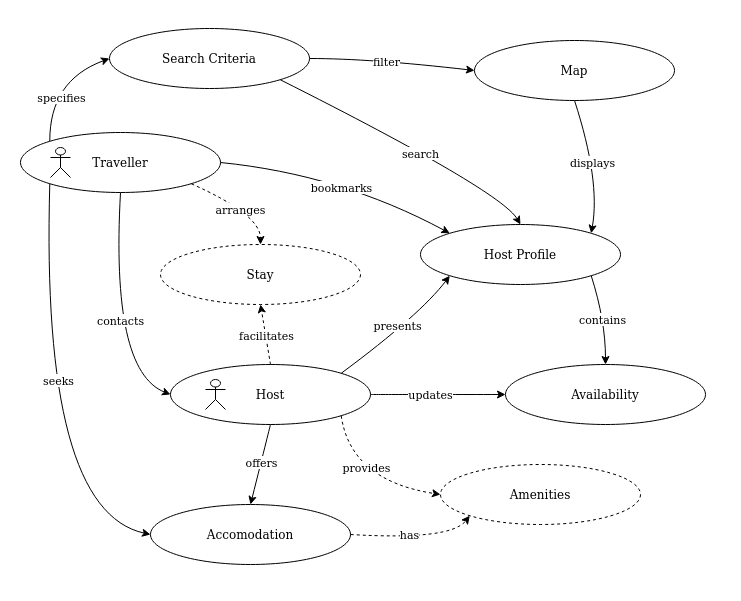 Search Criteria
filter
Map
specifies
search
Traveller
displays
bookmarks
arranges
Host Profile
Stay
contacts
contains
presents
facilitates
seeks
Host
updates
Availability
offers
provides
Amenities
Accomodation
has